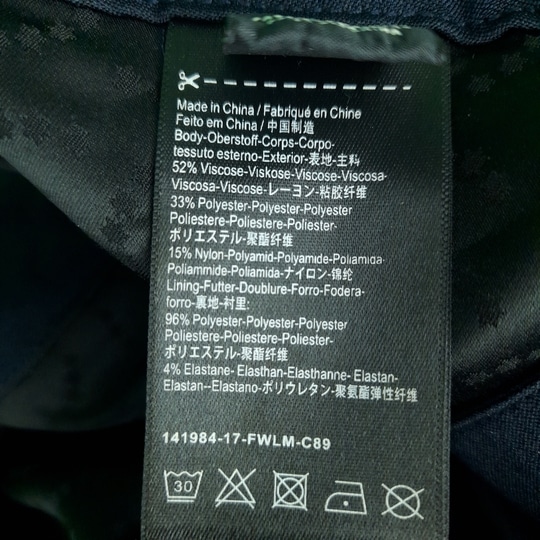 Made in China / Fabriqué en Chine
Feito em China / 中国制造
Body-Oberstoff-Corps-Corpo-
tessuto esterno-Exterior-表地-主料
52% Viscose-Viskose-Viscose-Viscosa-
Viscosa-Viscose-レーヨン-粘胶纤维
33% Polyester-Polyester-Polyester
Poliestere-Poliestere-Poliester-
ポリエステル-聚酯纤维
15% Nylon-Polyamid-Polyamide-Poliamida-
Poliammide-Poliamida-ナイロン-锦纶
Lining-Futter-Doublure-Forro-Fodera-
forro-裏地-衬里:
96% Polyester-Polyester-Polyester
Poliestere-Poliestere-Poliester-
ポリエステル-聚酯纤维
4% Elastane- Elasthan-Elasthanne- Elastan-
Elastan--Elastano-ポリウレタン-聚氨酯弹性纤维
141984-17-FWLM-C89
30